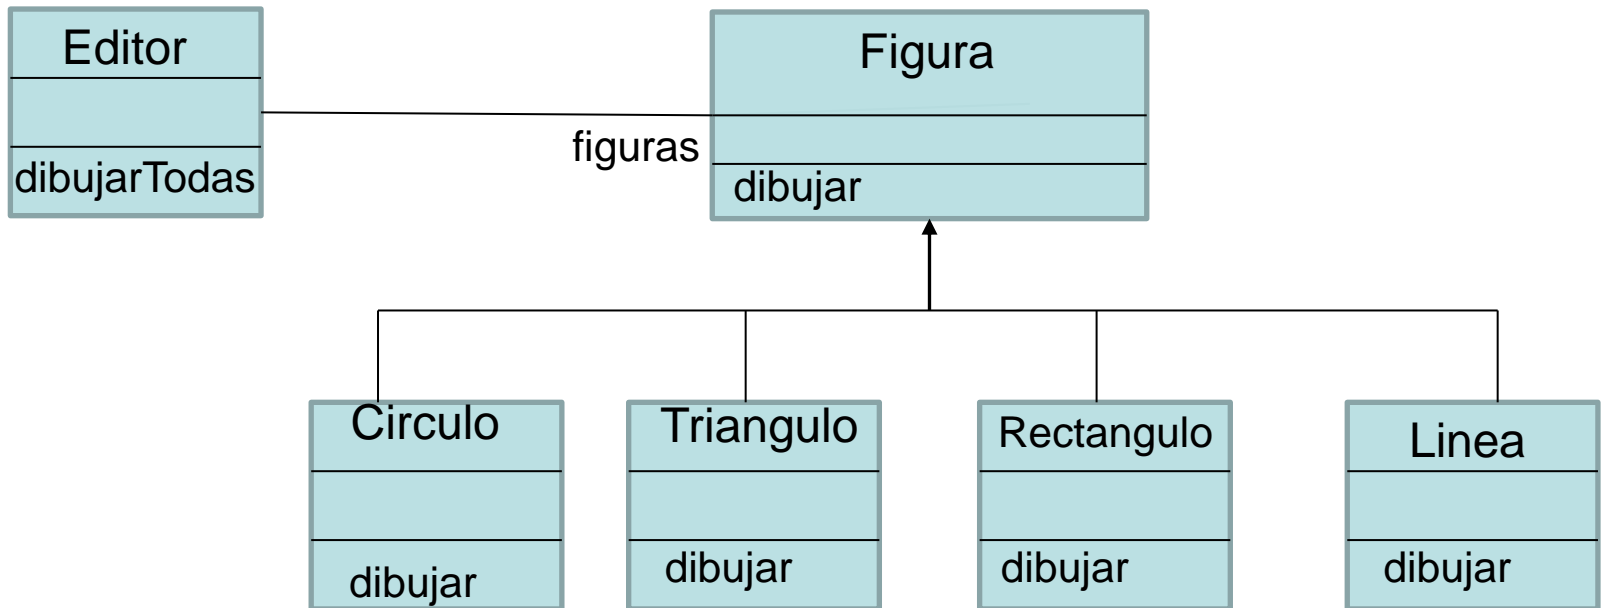 Editor
dibujarTodas
figuras
Figura
dibujar
Circulo
dibujar
Triangulo
dibujar
Rectangulo
dibujar
Linea
dibujar